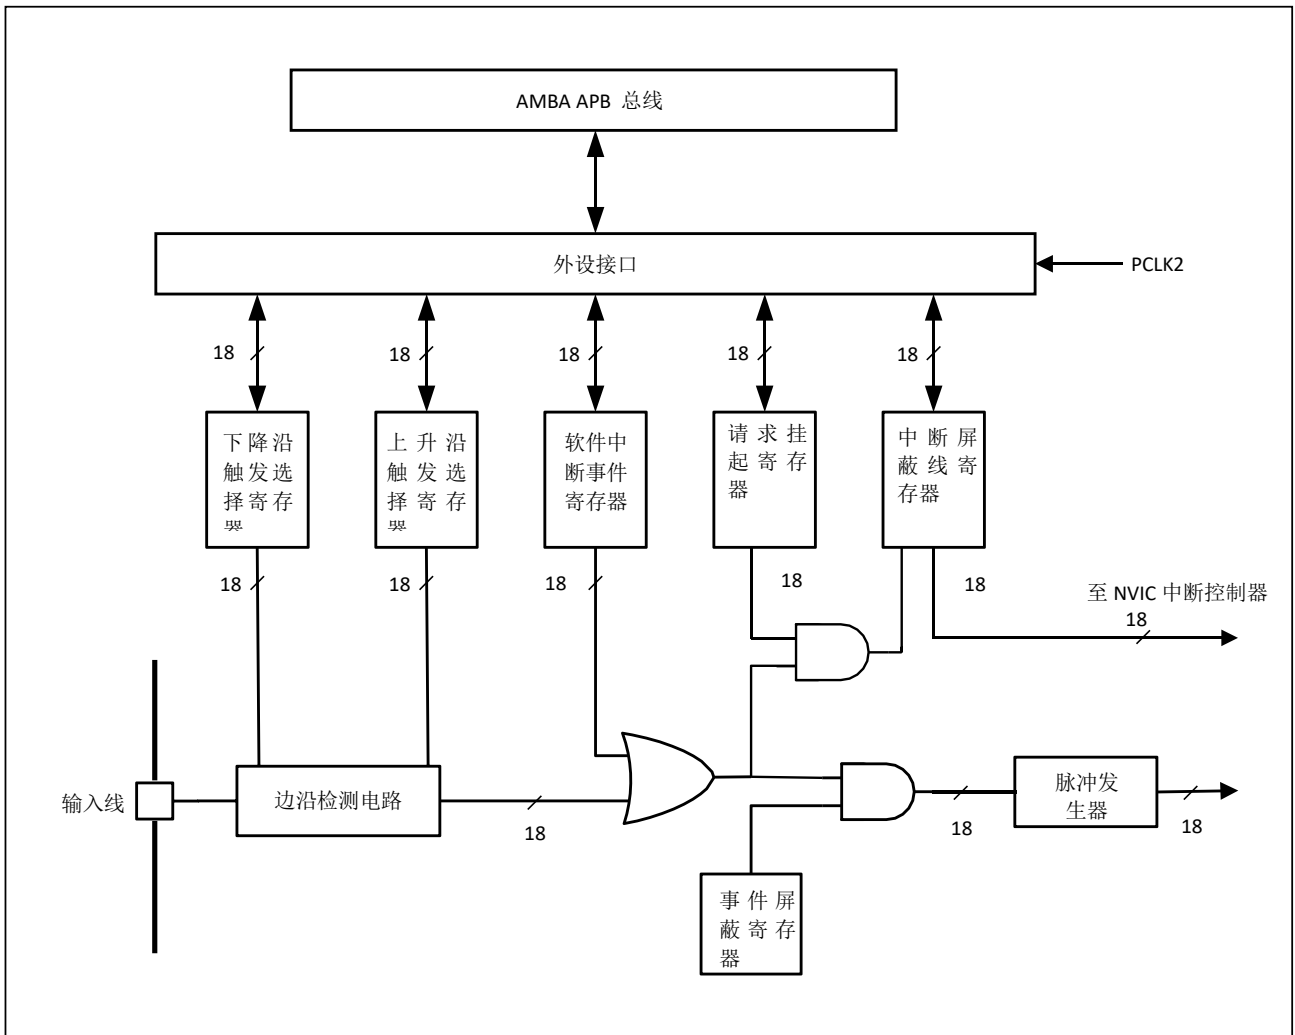 AMBA APB 总线
外设接口
PCLK2
18
18
18
18
18
下降沿
触发选
择寄存
器
上升沿
触发选
择寄存
器
软件中
断事件
寄存器
请求挂
起寄存
器
中断屏
蔽线寄
存器
18
18
18
18
18
至 NVIC 中断控制器
18
输入线
边沿检测电路
18
18
脉冲发
生器
18
事件屏
蔽寄存
器